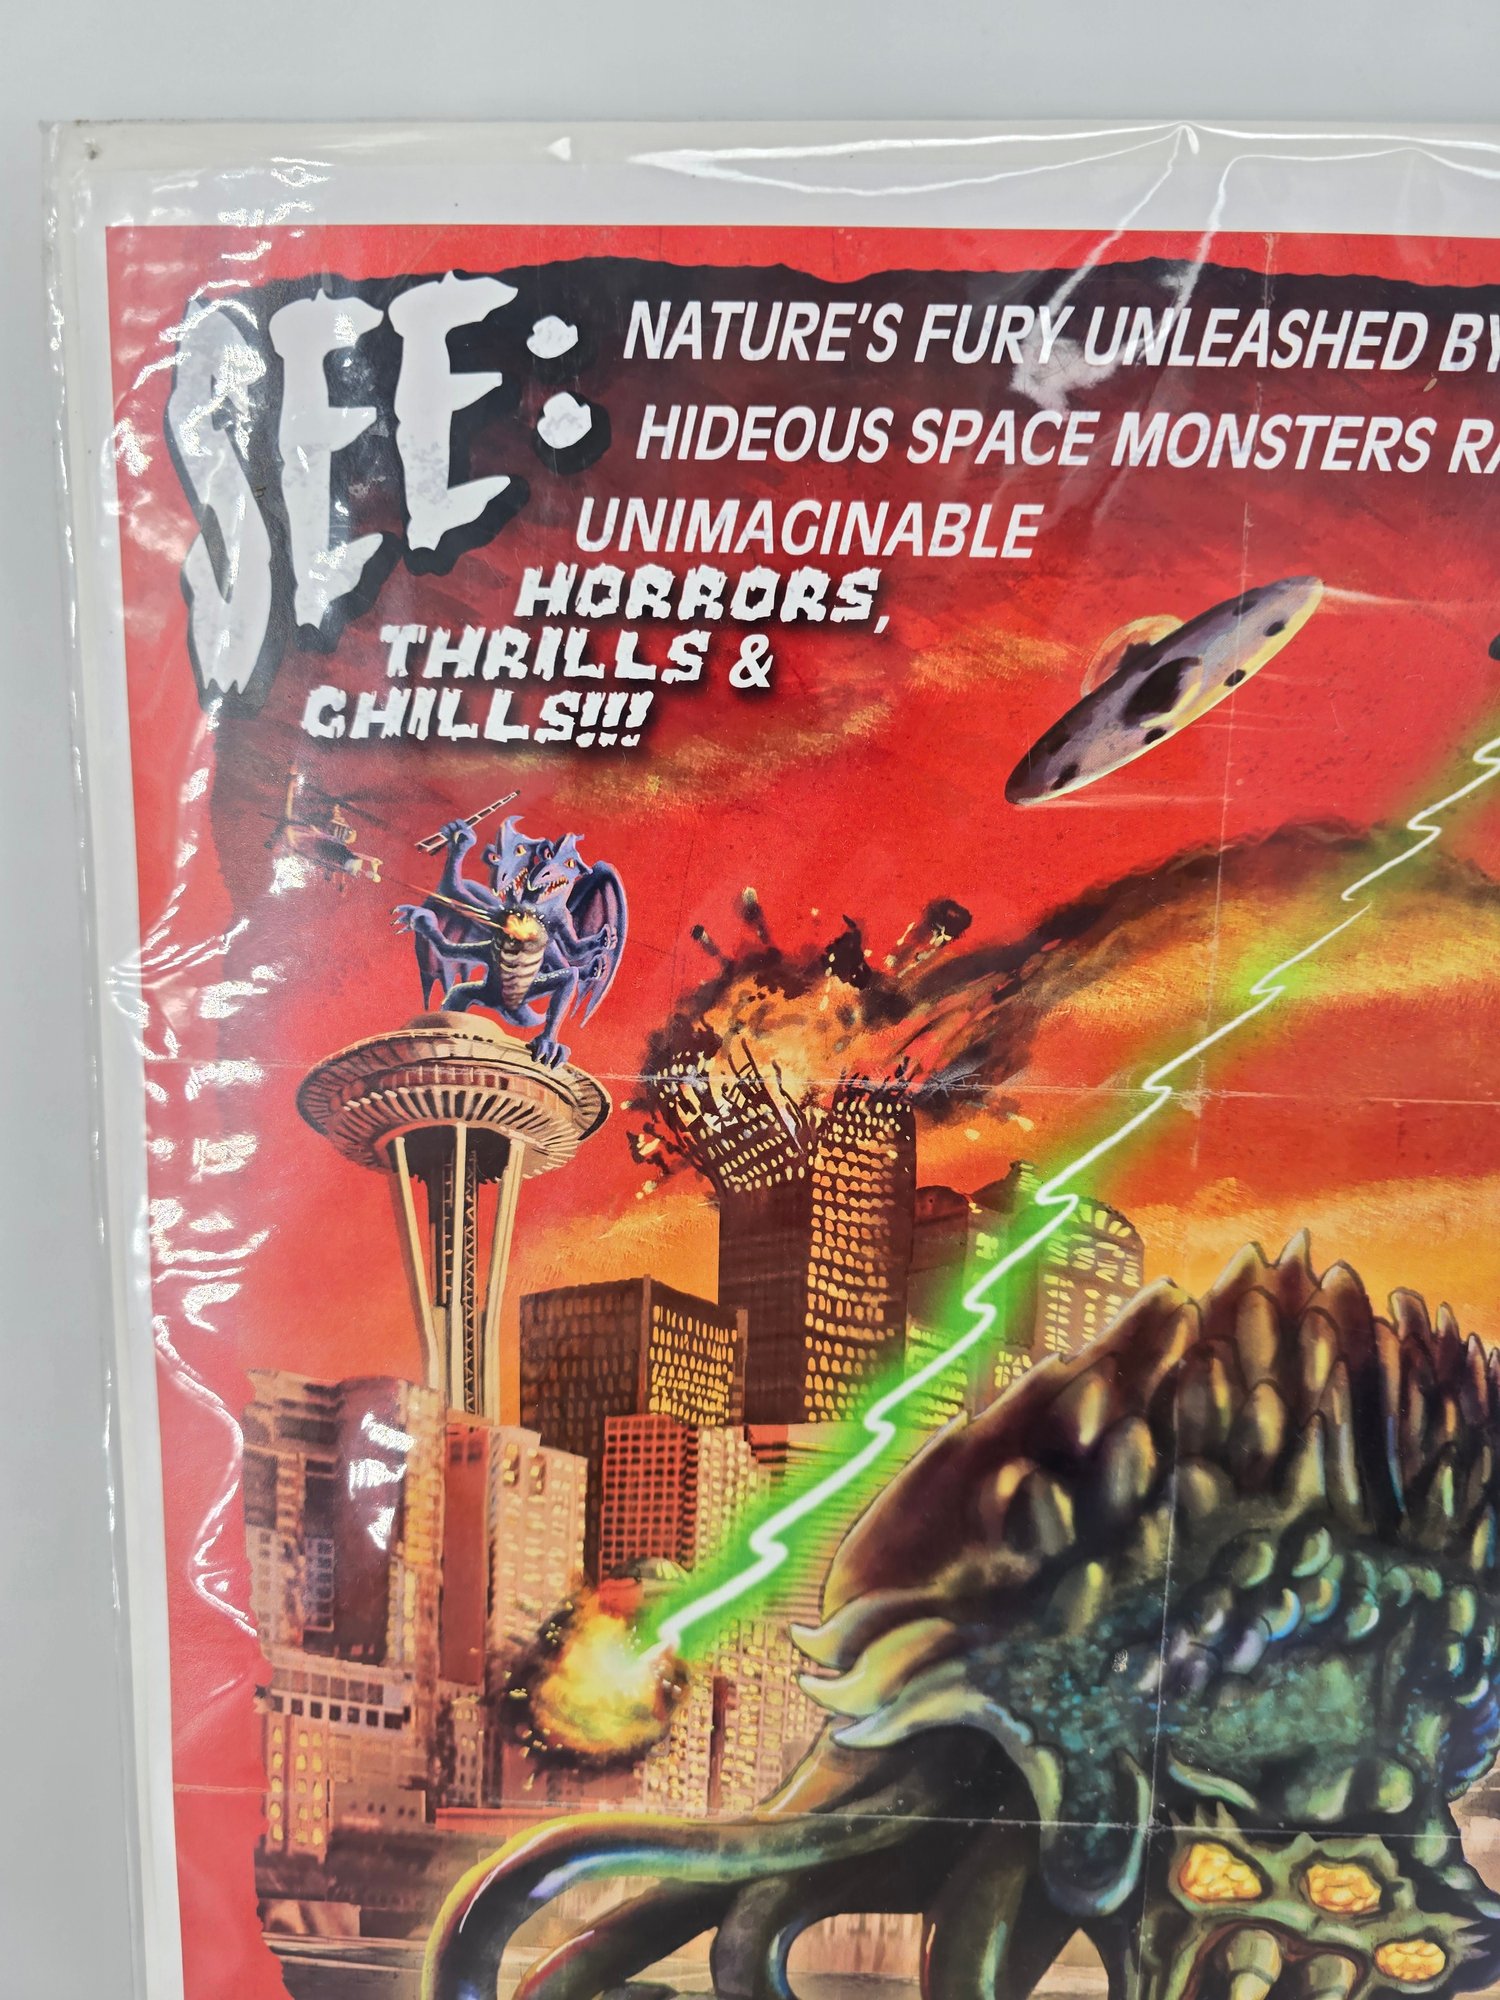 SEE:
NATURE'S FURY UNLEASHED BY
HIDEOUS SPACE MONSTERS RA
UNIMAGINABLE
HORRORS,
THRILLS &
CHILLS!!!